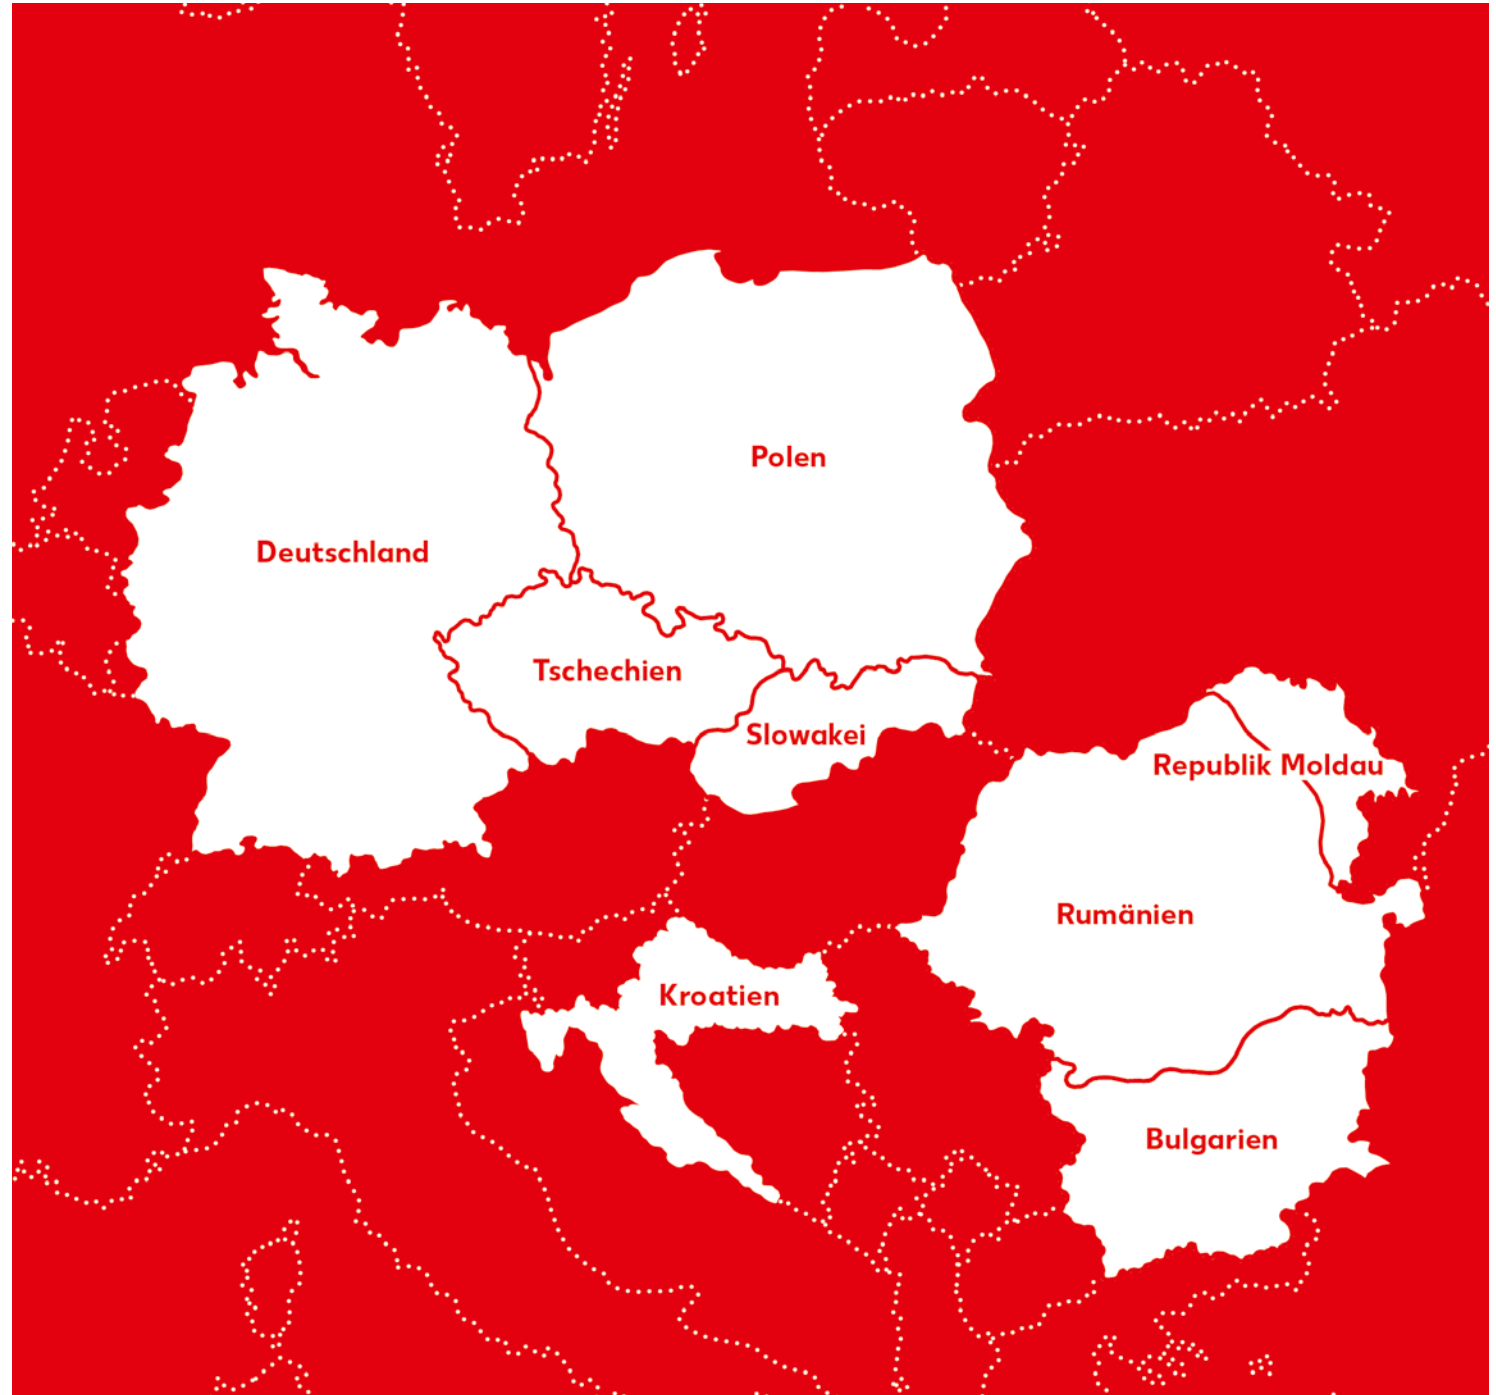 Polen
Deutschland
Tschechien
Slowakei
Republik Moldau
Rumänien
Kroatien
Bulgarien